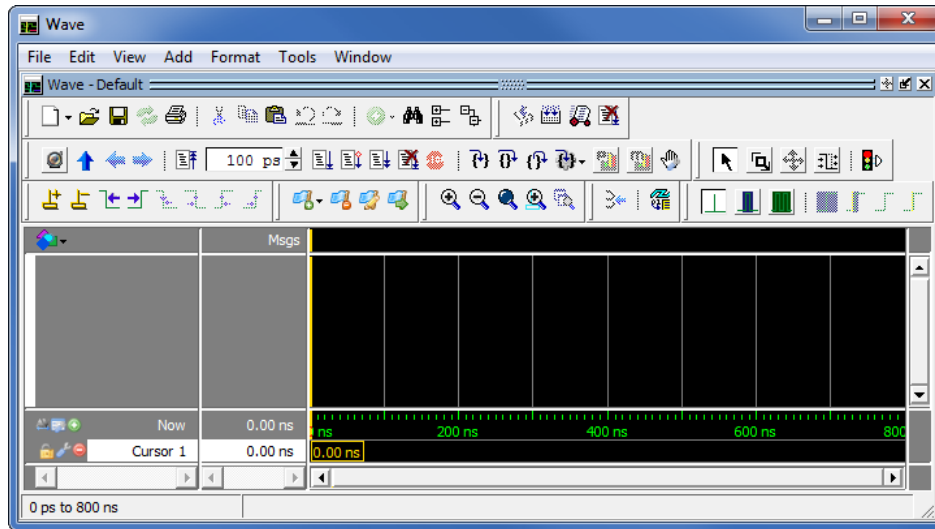 Wave
File Edit View Add Format Tools Window
Wave - Default
100 ps
Msgs
Now 0.00 ns
ns 200 ns 400 ns 600 ns 800
Cursor 1 0.00 ns 0.00 ns
0 ps to 800 ns